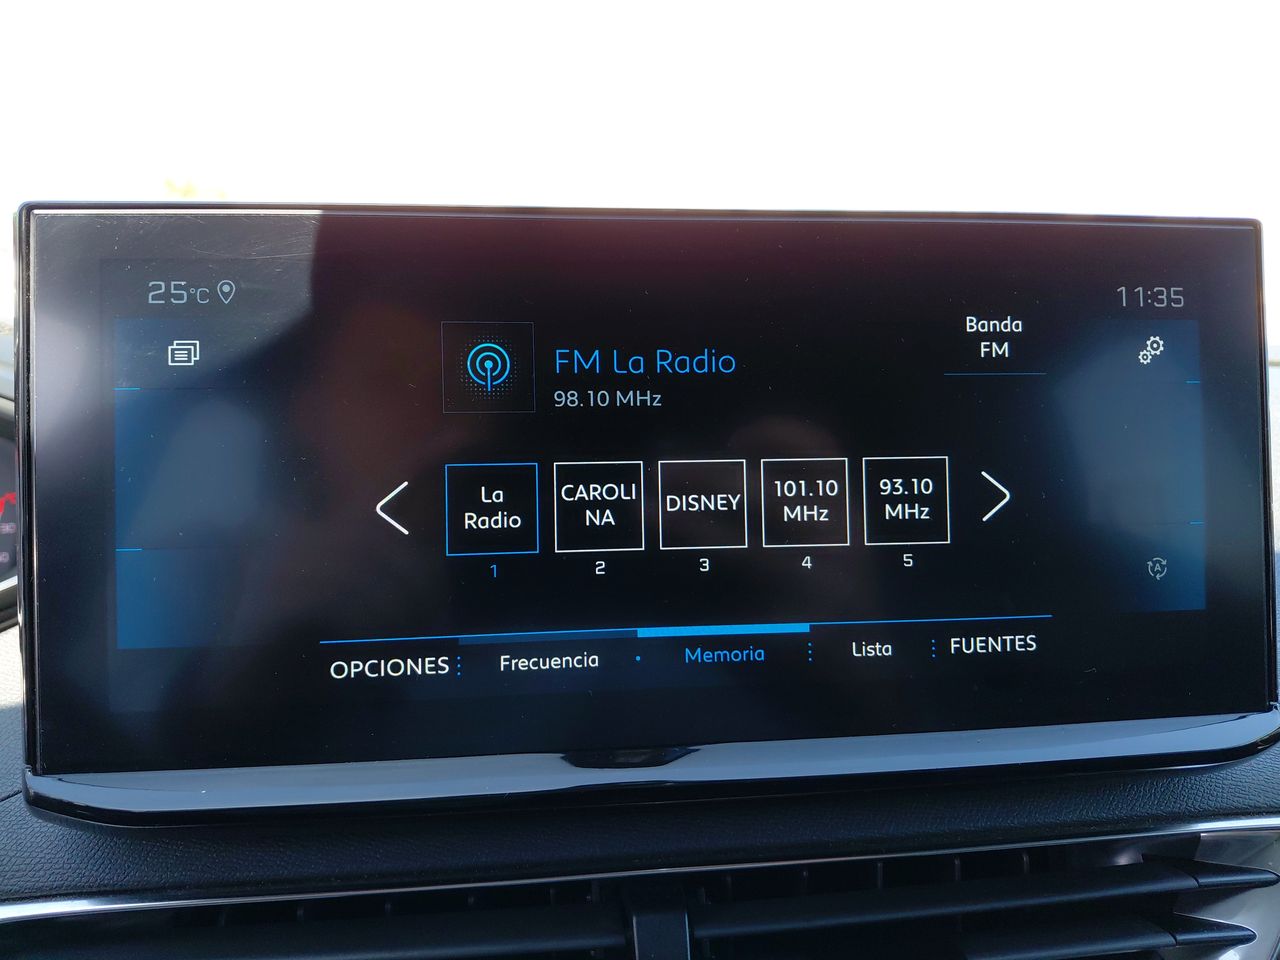 25°C
11:35
Banda
FM
FM La Radio
98.10 MHz
La
Radio
CAROLI
NA
DISNEY
101.10
MHz
93.10
MHz
1
2
3
4
5
OPCIONES
Frecuencia
Memoria
Lista
FUENTES
A